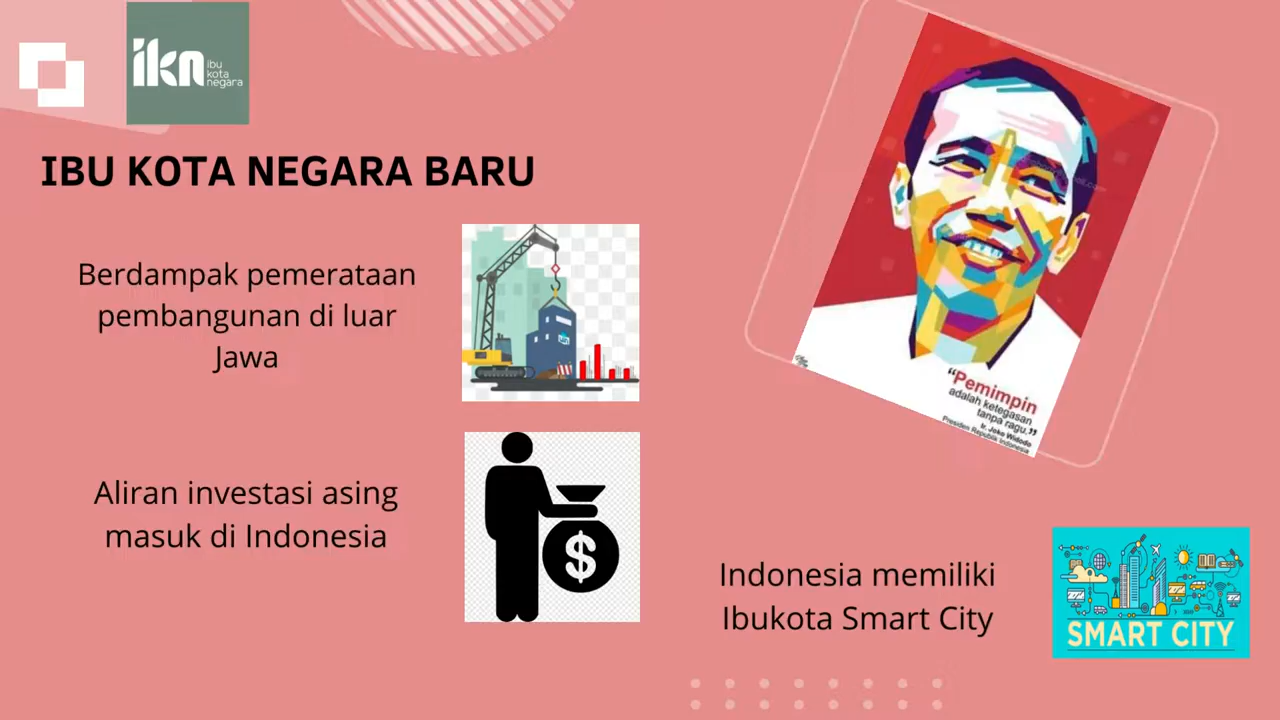 ikn
ibu
kota
negara
IBU KOTA NEGARA BARU
Berdampak pemerataan
pembangunan di luar
Jawa
Aliran investasi asing
masuk di Indonesia
“Pemimpin
adalah ketegasan
tanpa ragu.”
Ir. Joko Widodo
Presiden Republik Indonesia
Indonesia memiliki
Ibukota Smart City
SMART CITY